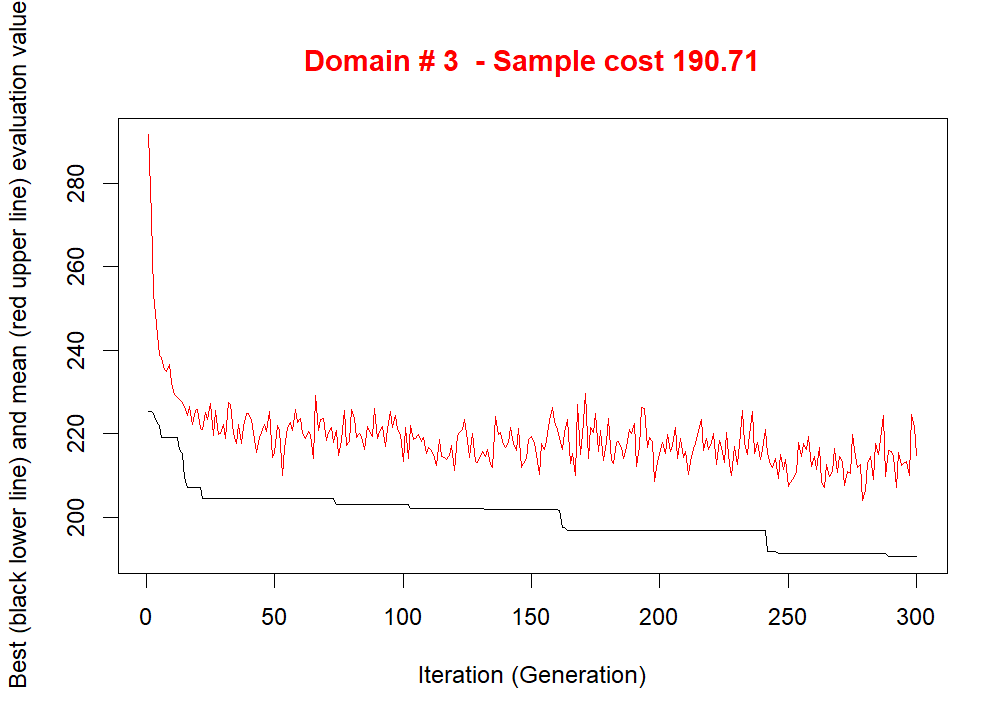 Domain # 3  - Sample cost 190.71
Best (black lower line) and mean (red upper line) evaluation value
280
260
240
220
200
0 50 100 150 200 250 300
Iteration (Generation)